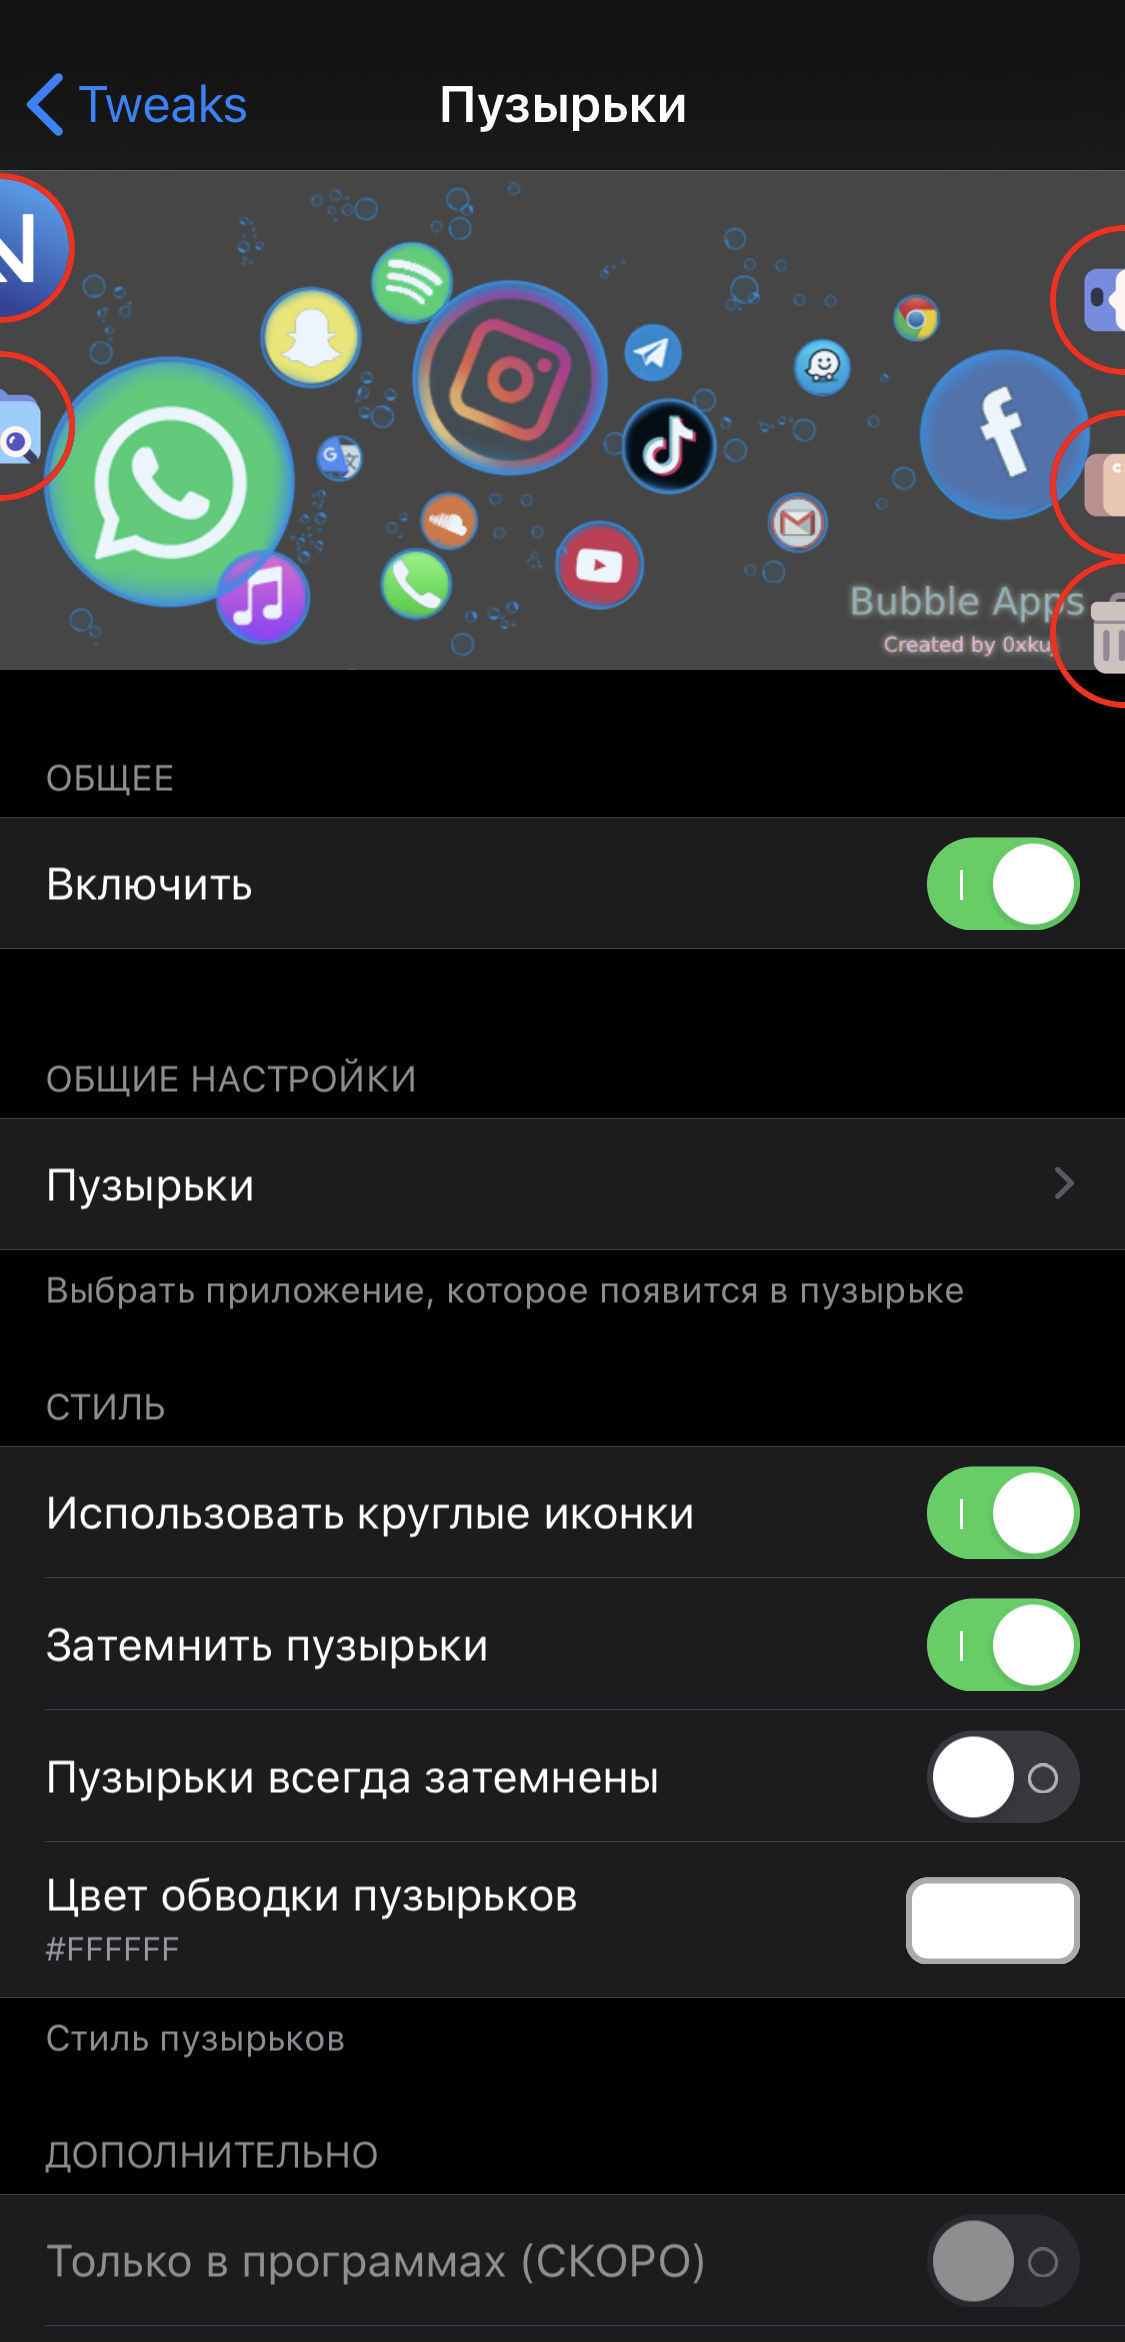 Tweaks
Пузырьки
N
Bubble Apps
Created by 0xku
ОБЩЕЕ
Включить
ОБЩИЕ НАСТРОЙКИ
Пузырьки
Выбрать приложение, которое появится в пузырьке
СТИЛЬ
Использовать круглые иконки
Затемнить пузырьки
Пузырьки всегда затемнены
Цвет обводки пузырьков
#FFFFFF
Стиль пузырьков
ДОПОЛНИТЕЛЬНО
Только в программах (СКОРО)